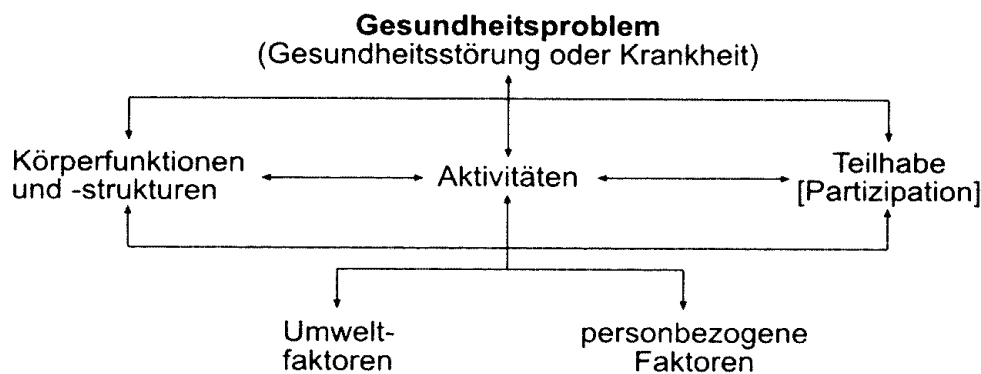 Gesundheitsproblem
(Gesundheitsstörung oder Krankheit)
Körperfunktionen
und -strukturen
Aktivitäten
Teilhabe
[Partizipation]
Umwelt-
faktoren
personbezogene
Faktoren